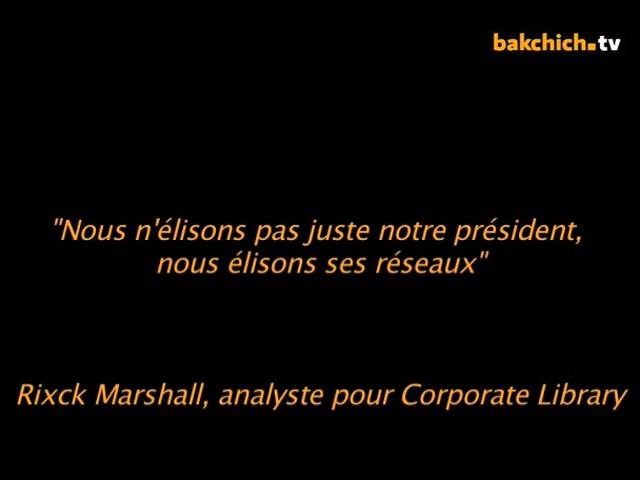 bakchich.tv
"Nous n'élisons pas juste notre président,
nous élisons ses réseaux"
Rixck Marshall, analyste pour Corporate Library